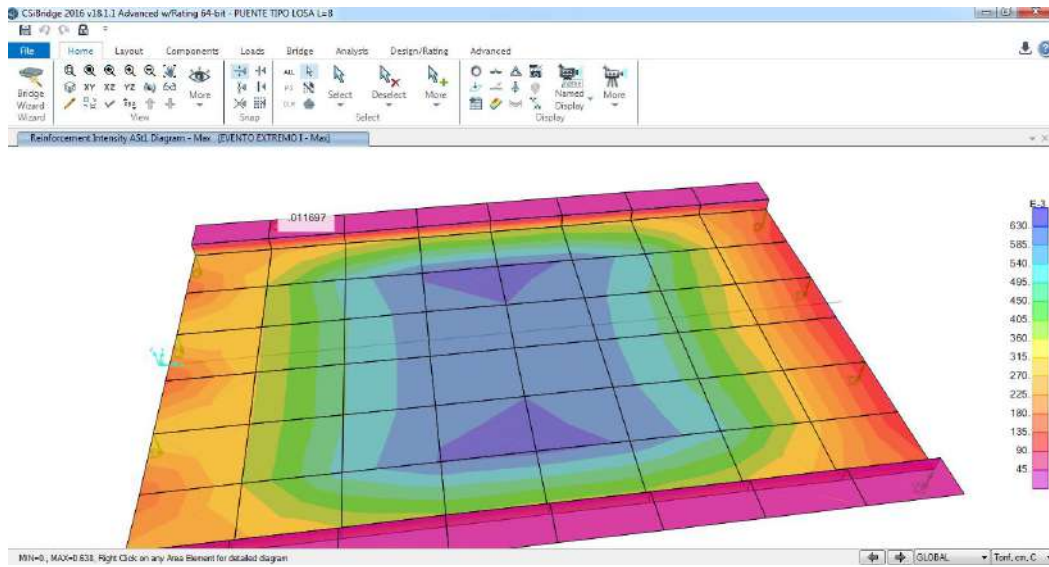 CSiBridge 2016 v18.1.1 Advanced w/Rating 64-bit - PUENTE TIPO LOSA L=8
File Home Layout Components Loads Bridge Analysis Design/Rating Advanced
XY XZ YZ
ALL
PS
CLR
Bridge Wizard
More
Select
Deselect
More
Named Display
More
Wizard View Snap Select Display
Reinforcement Intensity ASt1 Diagram - Max (EVENTO EXTREMO I - Max)
.011697
E-3
630.
585.
540.
495.
450.
405.
360.
315.
270.
225.
180.
135.
90.
45.
MIN=0., MAX=0.638, Right Click on any Area Element for detailed diagram
GLOBAL
Tonf, cm, C